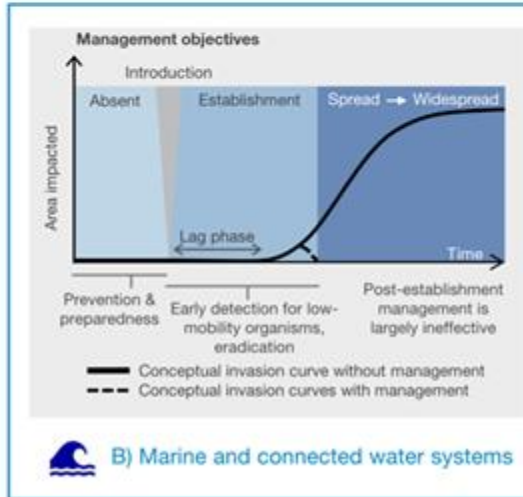 Management objectives
Introduction
Absent
Establishment
Spread → Widespread
Area impacted
Lag phase
Time
Prevention &
preparedness
Early detection for low-
mobility organisms,
eradication
Post-establishment
management is
largely ineffective
Conceptual invasion curve without management
Conceptual invasion curves with management
B) Marine and connected water systems